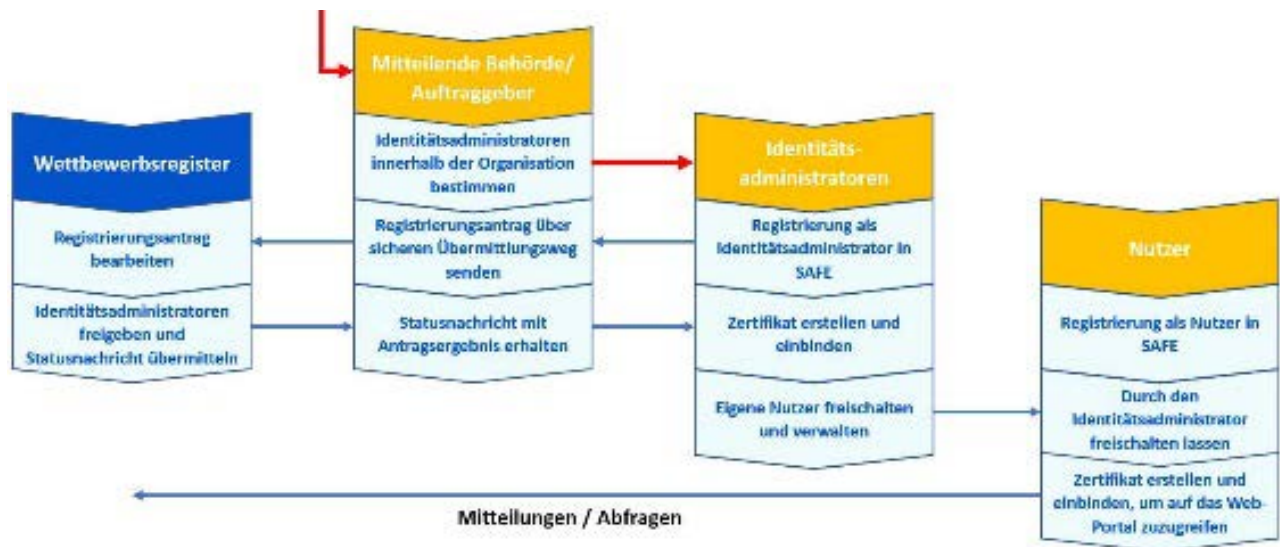 Mitteilende Behörde/
Auftraggeber
Identitätsadministratoren
innerhalb der Organisation
bestimmen
Registrierungsantrag über
sicheren Übermittlungsweg
senden
Statusnachricht mit
Antragsergebnis erhalten
Wettbewerbsregister
Registrierungsantrag
bearbeiten
Identitätsadministratoren
freigeben und
Statusnachricht übermitteln
Identitäts-
administratoren
Registrierung als
Identitätsadministrator in
SAFE
Zertifikat erstellen und
einbinden
Eigene Nutzer freischalten
und verwalten
Nutzer
Registrierung als Nutzer in
SAFE
Durch den
Identitätsadministrator
freischalten lassen
Zertifikat erstellen und
einbinden, um auf das Web-
Portal zuzugreifen
Mitteilungen / Abfragen